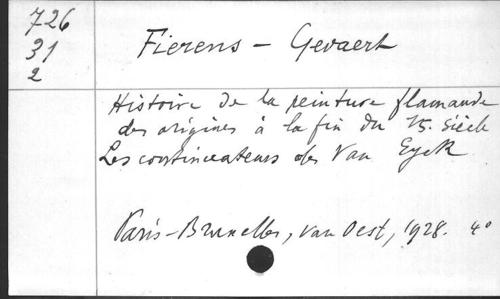 726
31
2
Fierens - Gevaert
Histoire de la peinture flamande
des origines à la fin du 15. siècle
Les continuateurs des Van Eyck
Paris-Bruxelles, van Oest, 1928. 4°